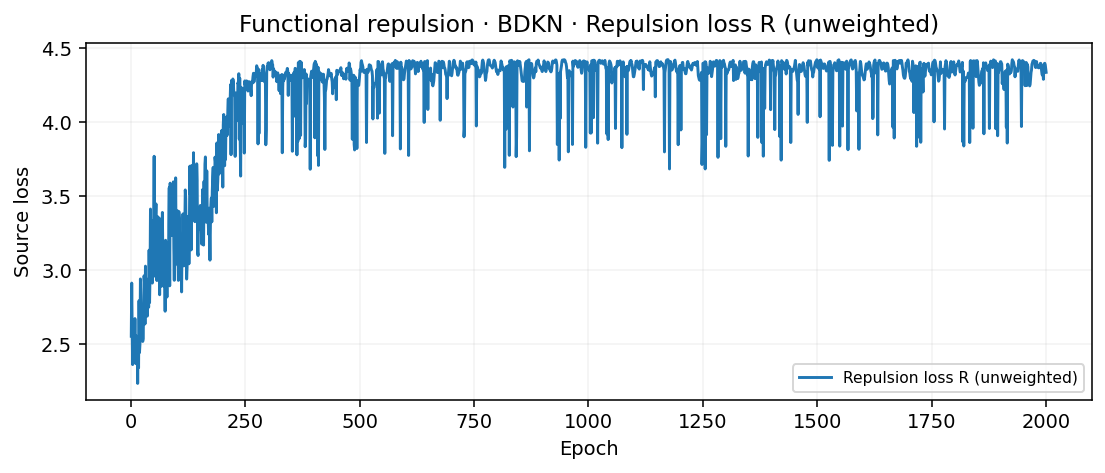 Functional repulsion · BDKN · Repulsion loss R (unweighted)
4.5
4.0
3.5
3.0
2.5
Source loss
Repulsion loss R (unweighted)
0 250 500 750 1000 1250 1500 1750 2000
Epoch